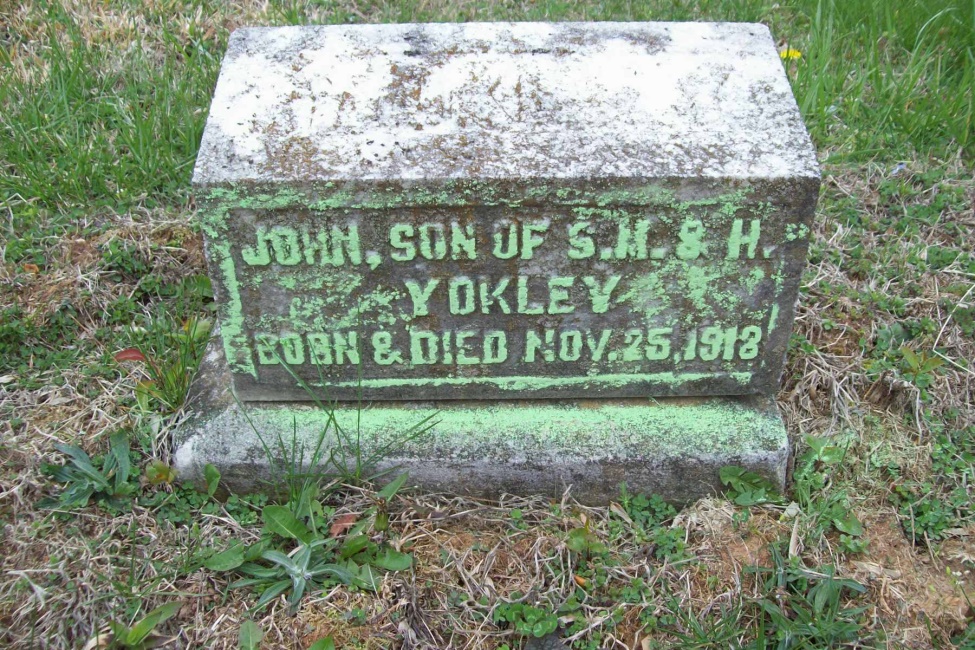 JOHN, SON OF S.M. & H.
YOKLEY
BORN & DIED NOV. 25, 1918